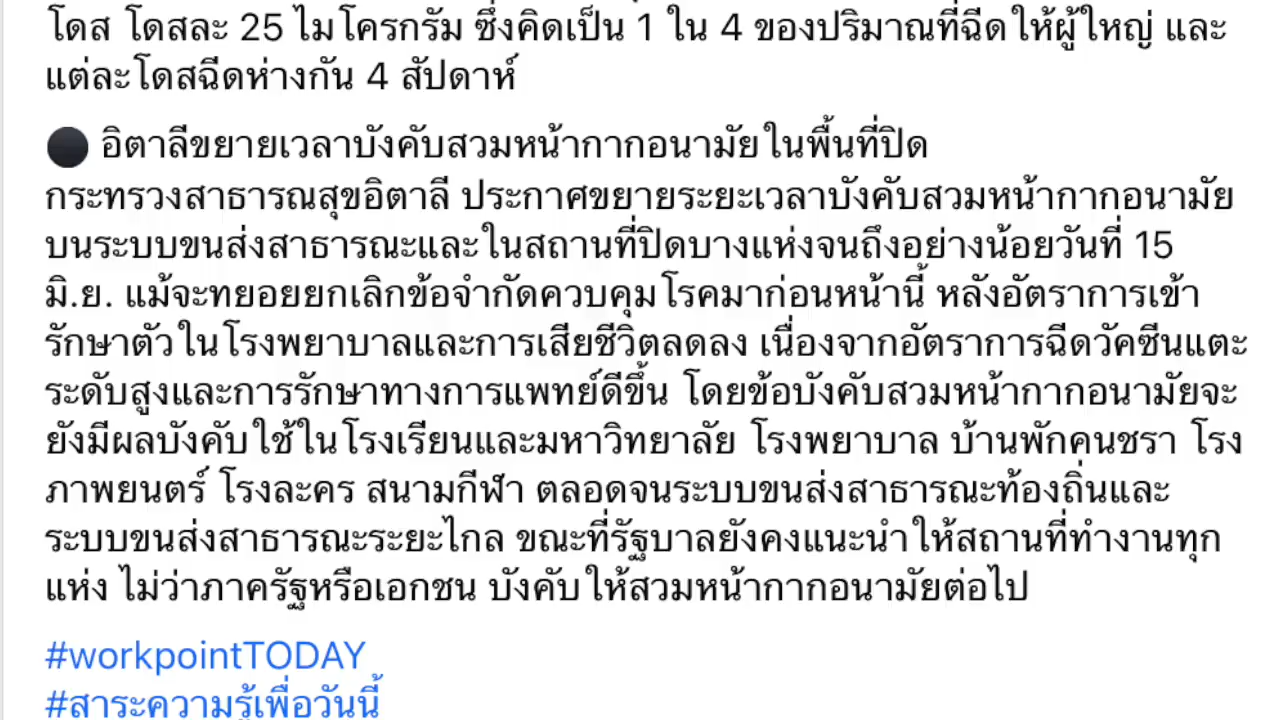 โดส โดสละ 25 ไมโครกรัม ซึ่งคิดเป็น 1 ใน 4 ของปริมาณที่ฉีดให้ผู้ใหญ่ และ
แต่ละโดสฉีดห่างกัน 4 สัปดาห์
อิตาลีขยายเวลาบังคับสวมหน้ากากอนามัยในพื้นที่ปิด
กระทรวงสาธารณสุขอิตาลี ประกาศขยายระยะเวลาบังคับสวมหน้ากากอนามัย
บนระบบขนส่งสาธารณะและในสถานที่ปิดบางแห่งจนถึงอย่างน้อยวันที่ 15
มิ.ย. แม้จะทยอยยกเลิกข้อจำกัดควบคุมโรคมาก่อนหน้านี้ หลังอัตราการเข้า
รักษาตัวในโรงพยาบาลและการเสียชีวิตลดลง เนื่องจากอัตราการฉีดวัคซีนแตะ
ระดับสูงและการรักษาทางการแพทย์ดีขึ้น โดยข้อบังคับสวมหน้ากากอนามัยจะ
ยังมีผลบังคับใช้ในโรงเรียนและมหาวิทยาลัย โรงพยาบาล บ้านพักคนชรา โรง
ภาพยนตร์ โรงละคร สนามกีฬา ตลอดจนระบบขนส่งสาธารณะท้องถิ่นและ
ระบบขนส่งสาธารณะระยะไกล ขณะที่รัฐบาลยังคงแนะนำให้สถานที่ทำงานทุก
แห่ง ไม่ว่าภาครัฐหรือเอกชน บังคับให้สวมหน้ากากอนามัยต่อไป
#workpointTODAY
#สาระความรู้เพื่อวันนี้